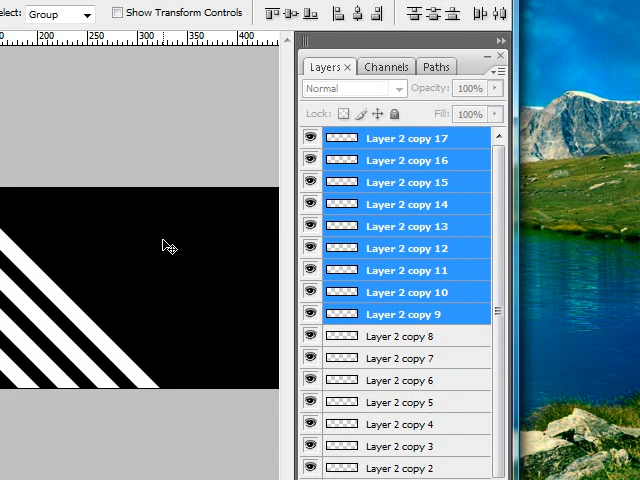 elect: Group Show Transform Controls
200 250 300 350 400
Layers × Channels Paths
Normal Opacity: 100%
Lock: Fill: 100%
Layer 2 copy 17
Layer 2 copy 16
Layer 2 copy 15
Layer 2 copy 14
Layer 2 copy 13
Layer 2 copy 12
Layer 2 copy 11
Layer 2 copy 10
Layer 2 copy 9
Layer 2 copy 8
Layer 2 copy 7
Layer 2 copy 6
Layer 2 copy 5
Layer 2 copy 4
Layer 2 copy 3
Layer 2 copy 2